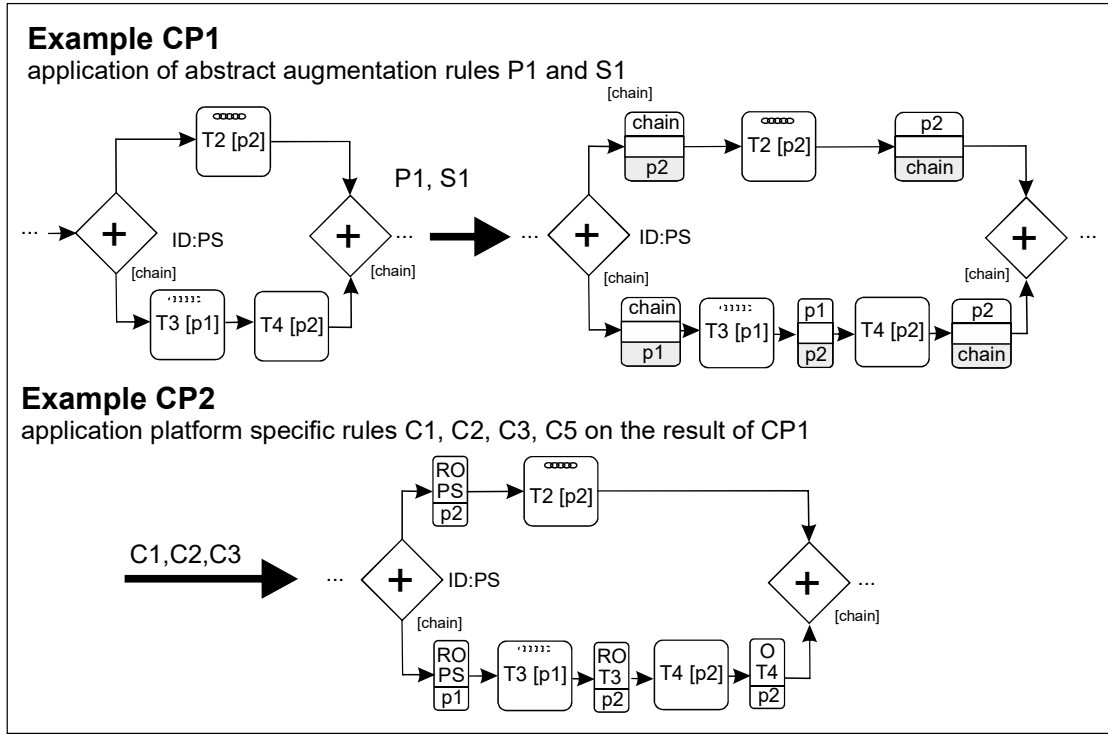 Example CP1
application of abstract augmentation rules P1 and S1
[chain]
T2 [p2]
chain
p2
T2 [p2]
p2
chain
P1, S1
...
+
ID:PS
+
...
...
+
ID:PS
+
...
[chain]
[chain]
[chain]
[chain]
T3 [p1]
T4 [p2]
chain
p1
T3 [p1]
p1
p2
T4 [p2]
p2
chain
Example CP2
application platform specific rules C1, C2, C3, C5 on the result of CP1
RO
PS
p2
T2 [p2]
C1,C2,C3
...
+
ID:PS
+
...
[chain]
[chain]
RO
PS
p1
T3 [p1]
RO
T3
p2
T4 [p2]
O
T4
p2